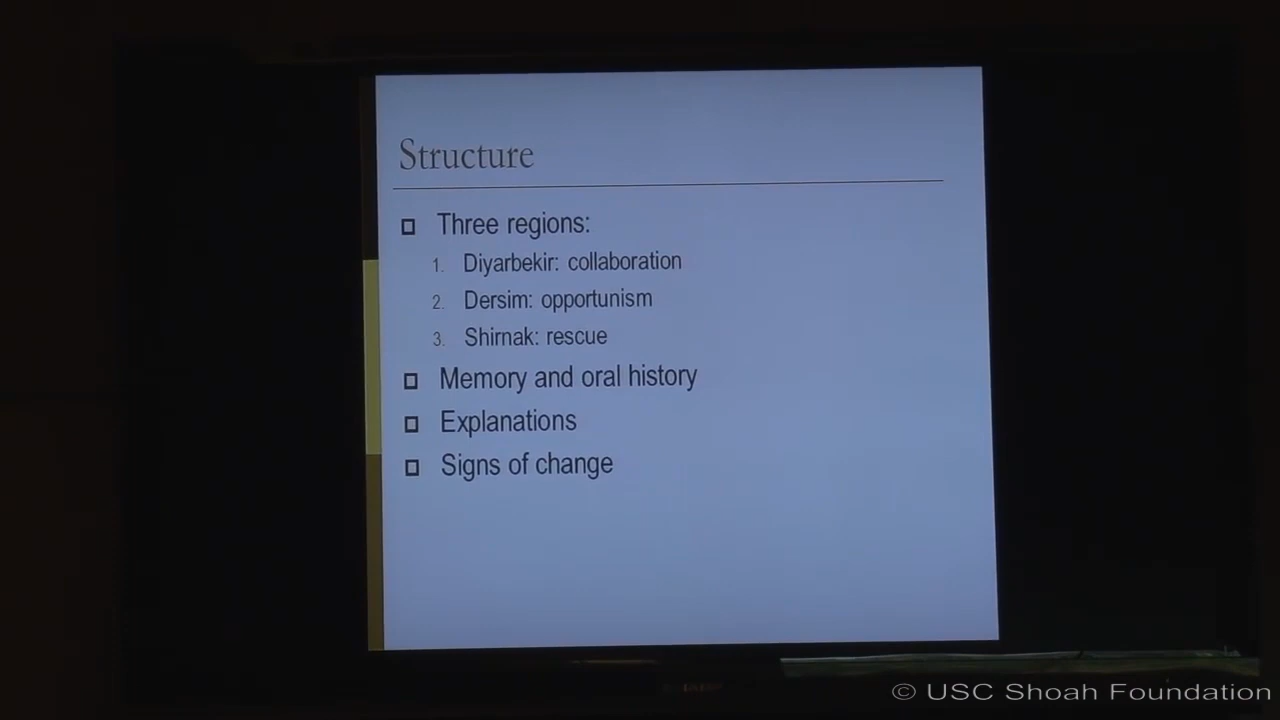 Structure
Three regions:
1. Diyarbekir: collaboration
2. Dersim: opportunism
3. Shirnak: rescue
Memory and oral history
Explanations
Signs of change
© USC Shoah Foundation